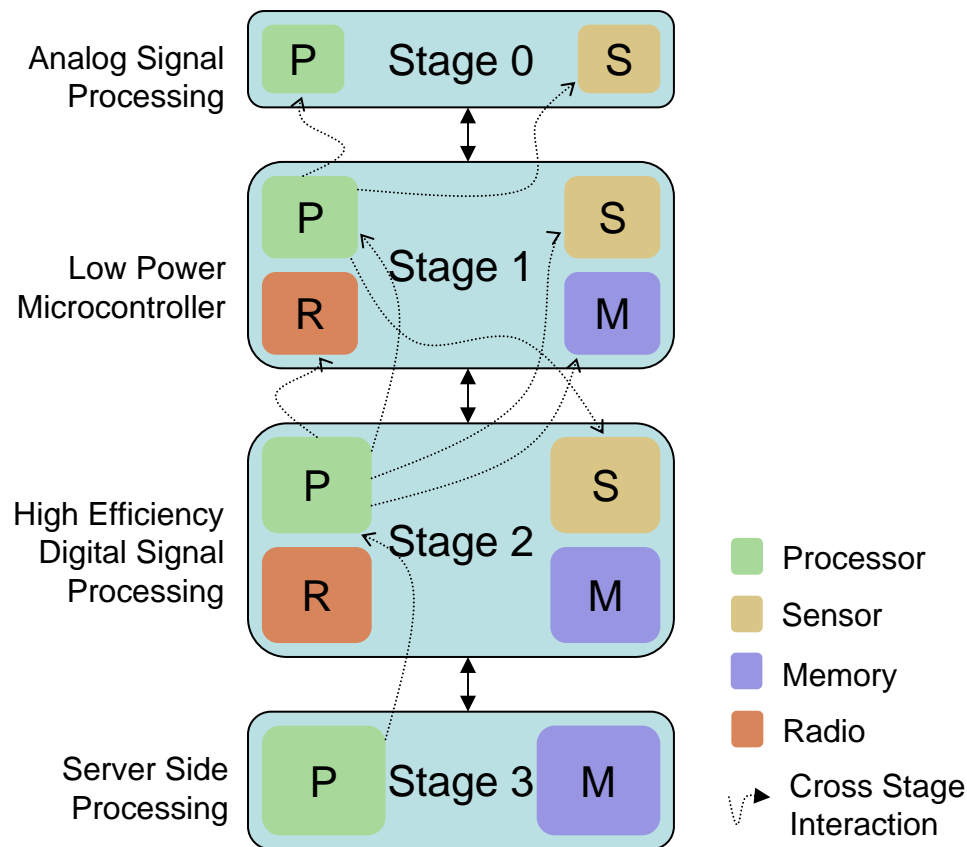 Analog Signal
Processing
P
Stage 0
S
Low Power
Microcontroller
P
S
Stage 1
R
M
High Efficiency
Digital Signal
Processing
P
S
Stage 2
R
M
Server Side
Processing
P
Stage 3
M
Processor
Sensor
Memory
Radio
Cross Stage
Interaction